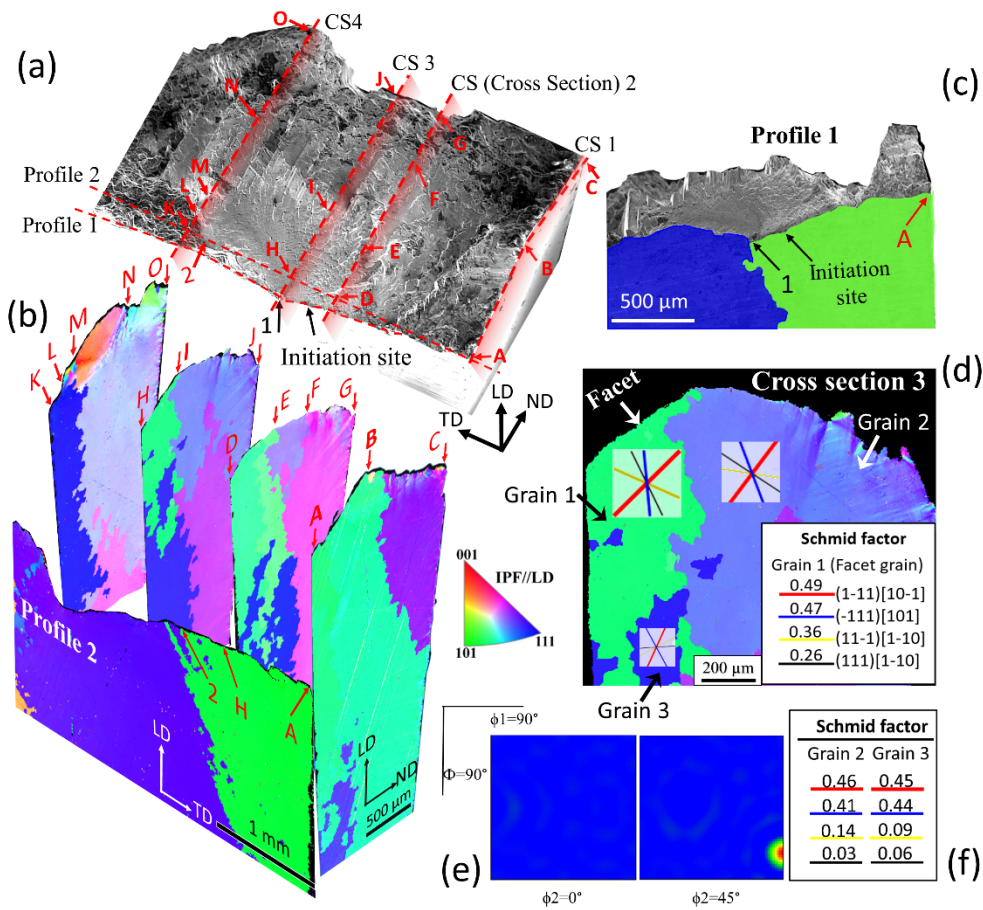 (a)
O
CS4
J
CS 3
CS (Cross Section) 2
N
G
CS 1
C
M
F
Profile 2
L
I
K
E
B
Profile 1
2
H
D
1
A
Initiation site
LD
ND
TD
(b)
N
O
M
L
K
J
I
H
G
F
E
D
C
B
A
Profile 2
2
H
A
LD
TD
1 mm
LD
ND
500 µm
001
IPF//LD
101
111
(c)
Profile 1
A
1
Initiation
site
500 µm
(d)
Cross section 3
Facet
Grain 2
Grain 1
Grain 3
200 µm
Schmid factor
Grain 1 (Facet grain)
0.49 (1-11)[10-1]
0.47 (-111)[101]
0.36 (11-1)[1-10]
0.26 (111)[1-10]
ϕ1=90°
Φ=90°
ϕ2=0°
ϕ2=45°
(e)
Schmid factor
Grain 2 Grain 3
0.46 0.45
0.41 0.44
0.14 0.09
0.03 0.06
(f)